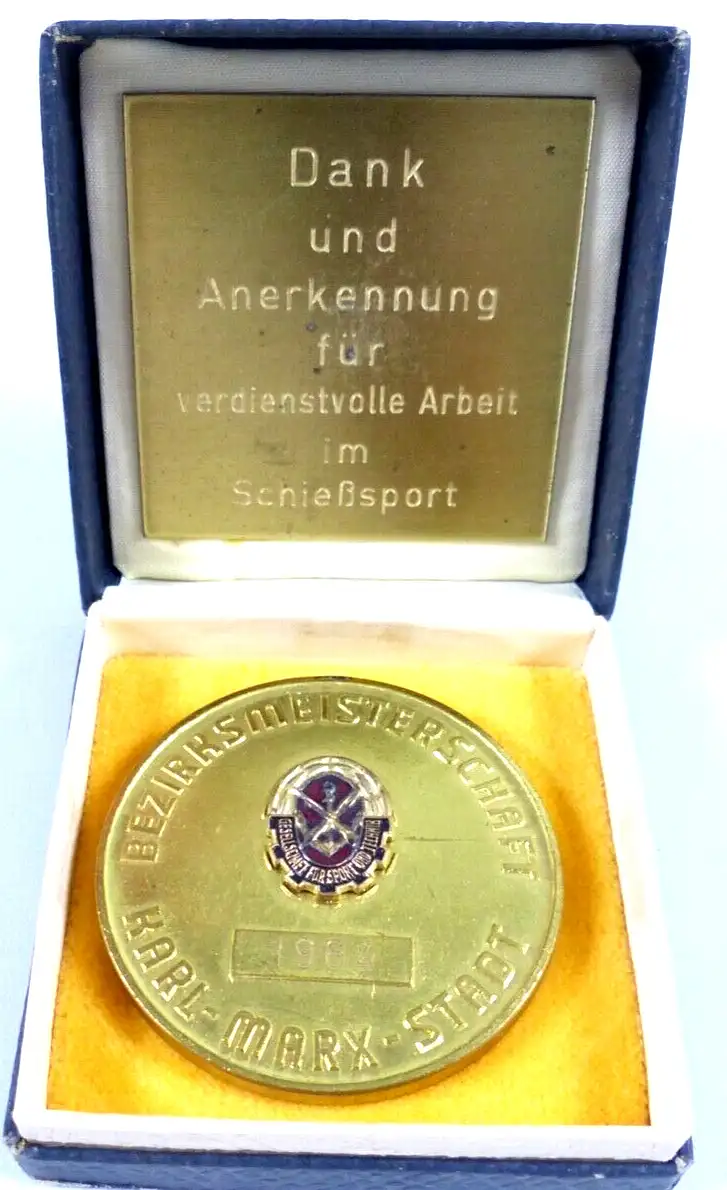 Dank
und
Anerkennung
für
verdienstvolle Arbeit
im
Schießsport
BEZIRKSMEISTERSCHAFT
GESELLSCHAFT FÜR SPORT UND TECHNIK
KARL-MARX-STADT